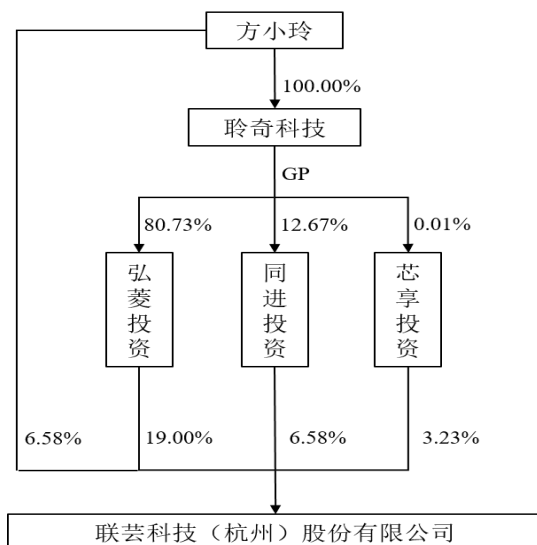 方小玲
100.00%
聆奇科技
GP
80.73%
12.67%
0.01%
弘菱投资
同进投资
芯享投资
6.58%
19.00%
6.58%
3.23%
联芸科技（杭州）股份有限公司